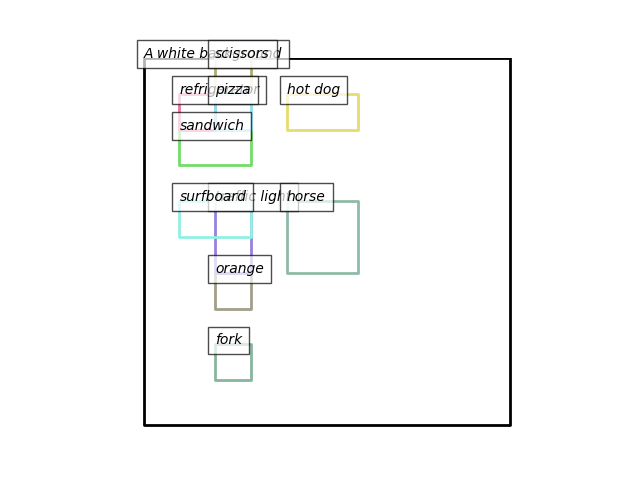 A white background
scissors
refrigerator
pizza
hot dog
sandwich
surfboard
traffic light
horse
orange
fork